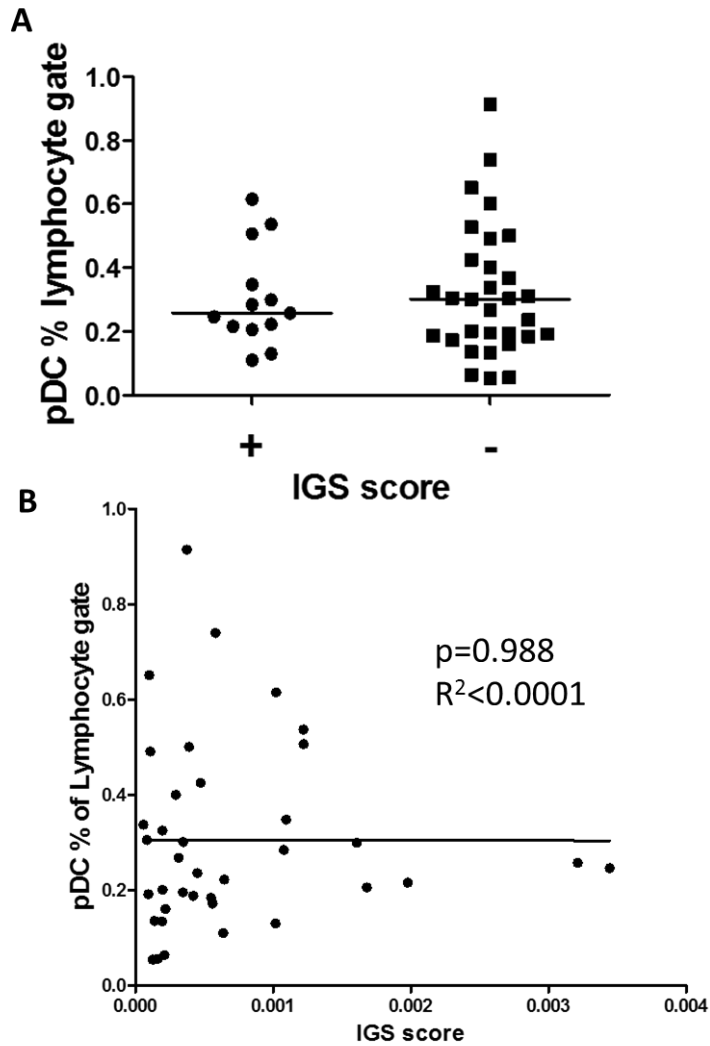 A
pDC % lymphocyte gate
1.0
0.8
0.6
0.4
0.2
0.0
+ -
IGS score
B
pDC % of Lymphocyte gate
1.0
0.8
0.6
0.4
0.2
0.0
p=0.988
R²<0.0001
0.000 0.001 0.002 0.003 0.004
IGS score